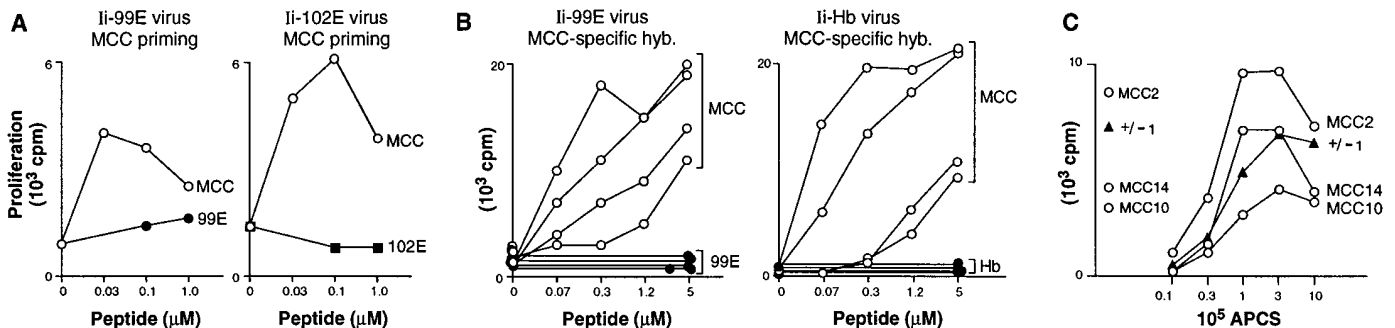 A
Ii-99E virus
MCC priming
Ii-102E virus
MCC priming
Proliferation
(10³ cpm)
6
0
MCC
99E
0 0.03 0.1 1.0
Peptide (µM)
6
0
MCC
102E
0 0.03 0.1 1.0
Peptide (µM)
B
Ii-99E virus
MCC-specific hyb.
Ii-Hb virus
MCC-specific hyb.
(10³ cpm)
20
0
MCC
99E
0 0.07 0.3 1.2 5
Peptide (µM)
20
0
MCC
Hb
0 0.07 0.3 1.2 5
Peptide (µM)
C
(10³ cpm)
10
0
MCC2
+/−1
MCC14
MCC10
MCC2
+/−1
MCC14
MCC10
0.1 0.3 1 3 10
10⁵ APCS